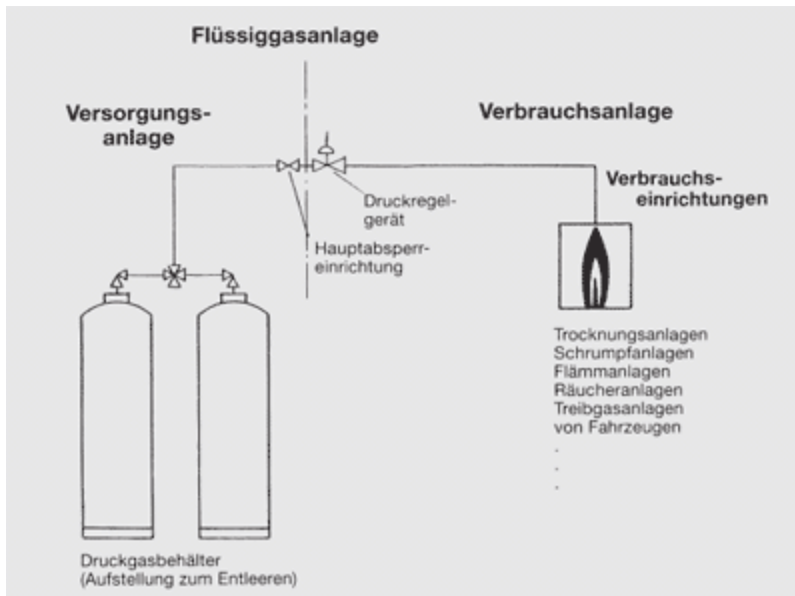 Flüssiggasanlage
Versorgungs-
anlage
Verbrauchsanlage
Verbrauchs-
einrichtungen
Druckregel-
gerät
Hauptabsperr-
einrichtung
Trocknungsanlagen
Schrumpfanlagen
Flämmanlagen
Räucheranlagen
Treibgasanlagen
von Fahrzeugen
.
.
.
Druckgasbehälter
(Aufstellung zum Entleeren)